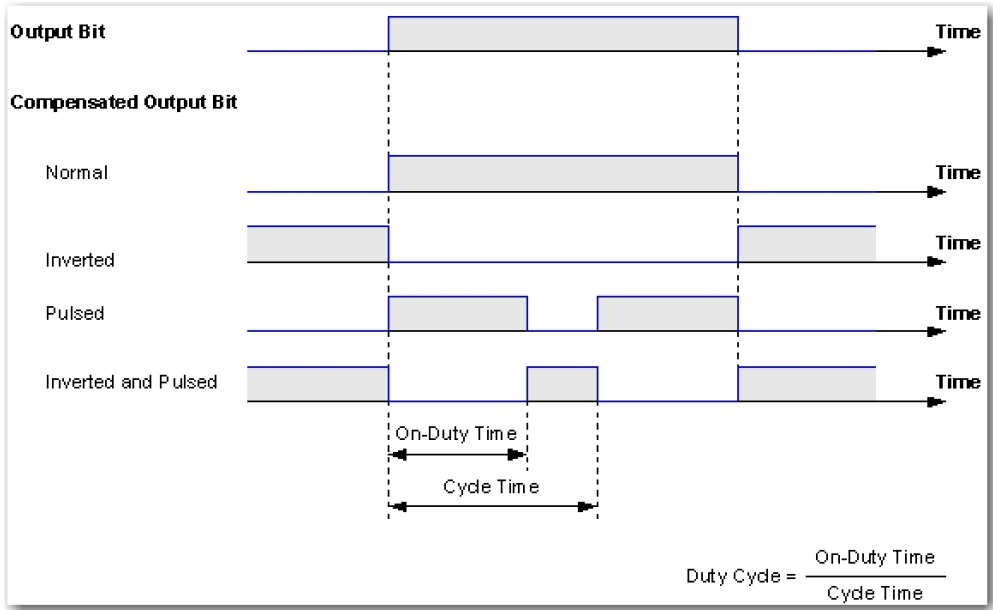 Output Bit
Time
Compensated Output Bit
Normal
Time
Inverted
Time
Pulsed
Time
Inverted and Pulsed
Time
On-Duty Time
Cycle Time
Duty Cycle = On-Duty Time
Cycle Time